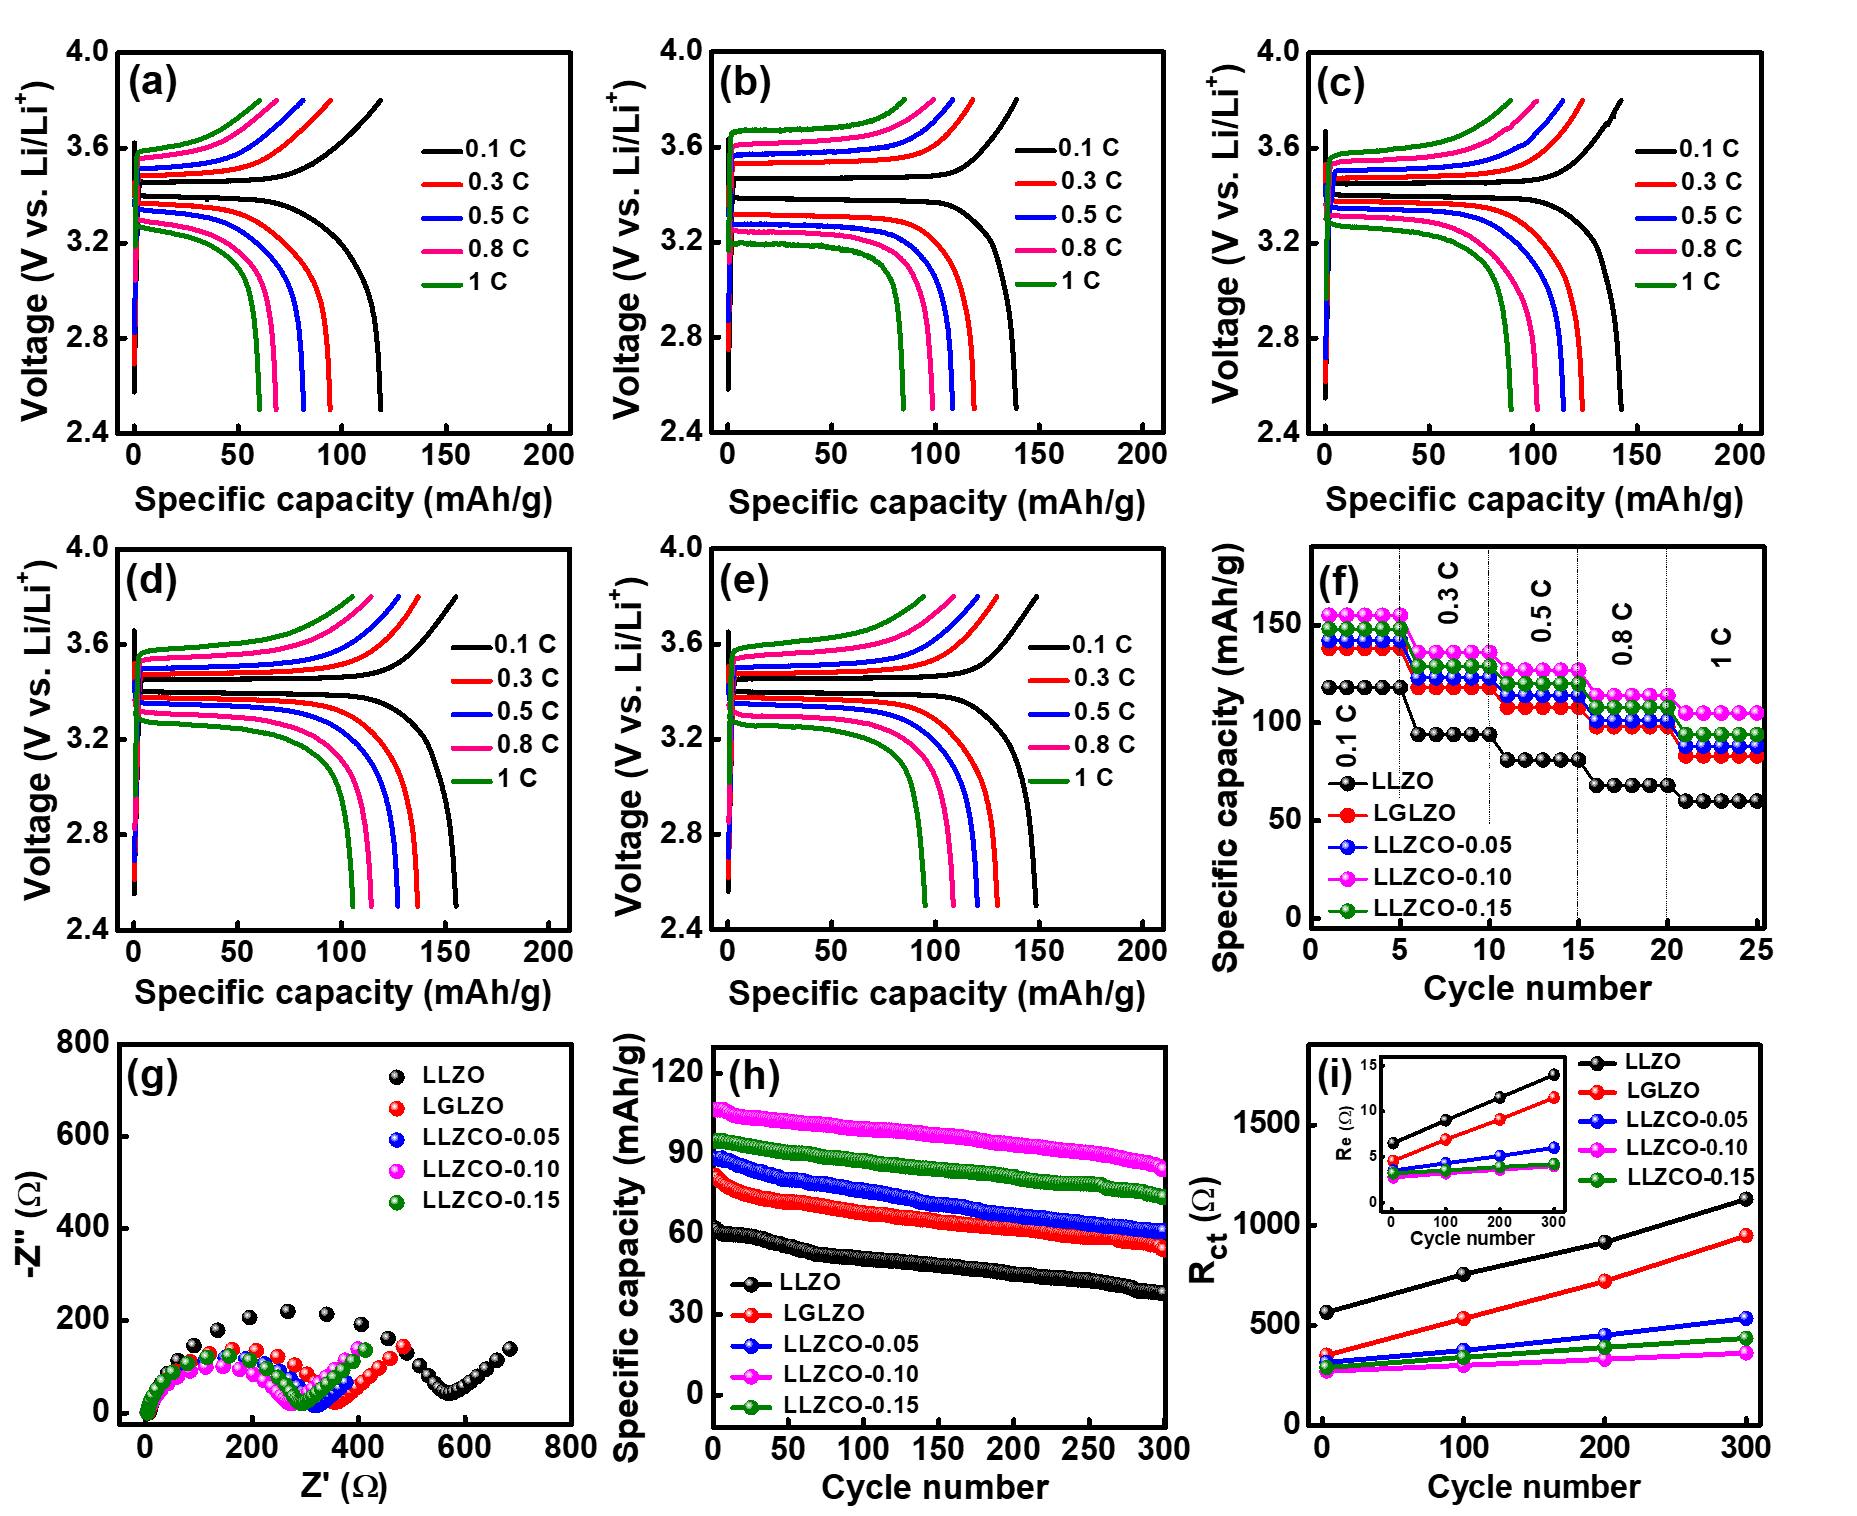 (a)
4.0
3.6
3.2
2.8
2.4
0 50 100 150 200
Voltage (V vs. Li/Li+)
Specific capacity (mAh/g)
0.1 C
0.3 C
0.5 C
0.8 C
1 C
(b)
4.0
3.6
3.2
2.8
2.4
0 50 100 150 200
Voltage (V vs. Li/Li+)
Specific capacity (mAh/g)
0.1 C
0.3 C
0.5 C
0.8 C
1 C
(c)
4.0
3.6
3.2
2.8
2.4
0 50 100 150 200
Voltage (V vs. Li/Li+)
Specific capacity (mAh/g)
0.1 C
0.3 C
0.5 C
0.8 C
1 C
(d)
4.0
3.6
3.2
2.8
2.4
0 50 100 150 200
Voltage (V vs. Li/Li+)
Specific capacity (mAh/g)
0.1 C
0.3 C
0.5 C
0.8 C
1 C
(e)
4.0
3.6
3.2
2.8
2.4
0 50 100 150 200
Voltage (V vs. Li/Li+)
Specific capacity (mAh/g)
0.1 C
0.3 C
0.5 C
0.8 C
1 C
(f)
150
100
50
0
0 5 10 15 20 25
Specific capacity (mAh/g)
Cycle number
0.1 C
0.3 C
0.5 C
0.8 C
1 C
LLZO
LGLZO
LLZCO-0.05
LLZCO-0.10
LLZCO-0.15
(g)
800
600
400
200
0
0 200 400 600 800
-Z'' (Ω)
Z' (Ω)
LLZO
LGLZO
LLZCO-0.05
LLZCO-0.10
LLZCO-0.15
(h)
120
90
60
30
0
0 50 100 150 200 250 300
Specific capacity (mAh/g)
Cycle number
LLZO
LGLZO
LLZCO-0.05
LLZCO-0.10
LLZCO-0.15
(i)
1500
1000
500
0
0 100 200 300
Rct (Ω)
Cycle number
LLZO
LGLZO
LLZCO-0.05
LLZCO-0.10
LLZCO-0.15
15
10
5
0
0 100 200 300
Re (Ω)
Cycle number